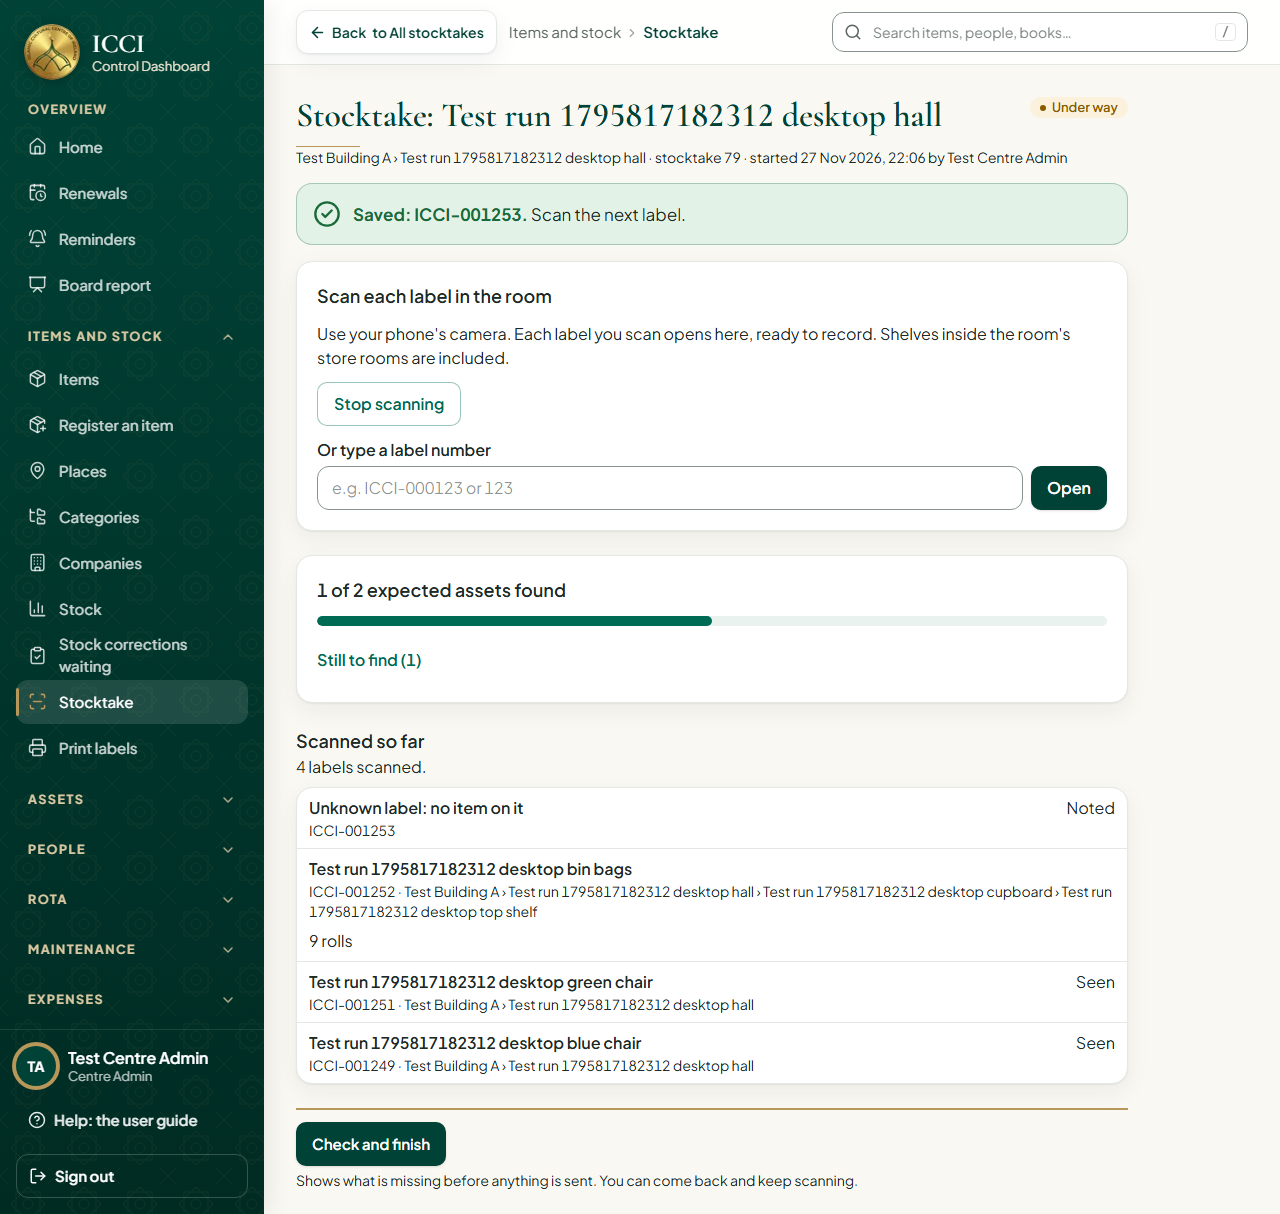 ICCI
Control Dashboard
OVERVIEW
Home
Renewals
Reminders
Board report
ITEMS AND STOCK
Items
Register an item
Places
Categories
Companies
Stock
Stock corrections
waiting
Stocktake
Print labels
ASSETS
PEOPLE
ROTA
MAINTENANCE
EXPENSES
TA
Test Centre Admin
Centre Admin
Help: the user guide
Sign out
Back to All stocktakes
Items and stock › Stocktake
Search items, people, books…
/
Stocktake: Test run 1795817182312 desktop hall
Under way
Test Building A › Test run 1795817182312 desktop hall · stocktake 79 · started 27 Nov 2026, 22:06 by Test Centre Admin
Saved: ICCI-001253. Scan the next label.
Scan each label in the room
Use your phone's camera. Each label you scan opens here, ready to record. Shelves inside the room's
store rooms are included.
Stop scanning
Or type a label number
e.g. ICCI-000123 or 123
Open
1 of 2 expected assets found
Still to find (1)
Scanned so far
4 labels scanned.
Unknown label: no item on it
Noted
ICCI-001253
Test run 1795817182312 desktop bin bags
ICCI-001252 · Test Building A › Test run 1795817182312 desktop hall › Test run 1795817182312 desktop cupboard › Test run
1795817182312 desktop top shelf
9 rolls
Test run 1795817182312 desktop green chair
Seen
ICCI-001251 · Test Building A › Test run 1795817182312 desktop hall
Test run 1795817182312 desktop blue chair
Seen
ICCI-001249 · Test Building A › Test run 1795817182312 desktop hall
Check and finish
Shows what is missing before anything is sent. You can come back and keep scanning.